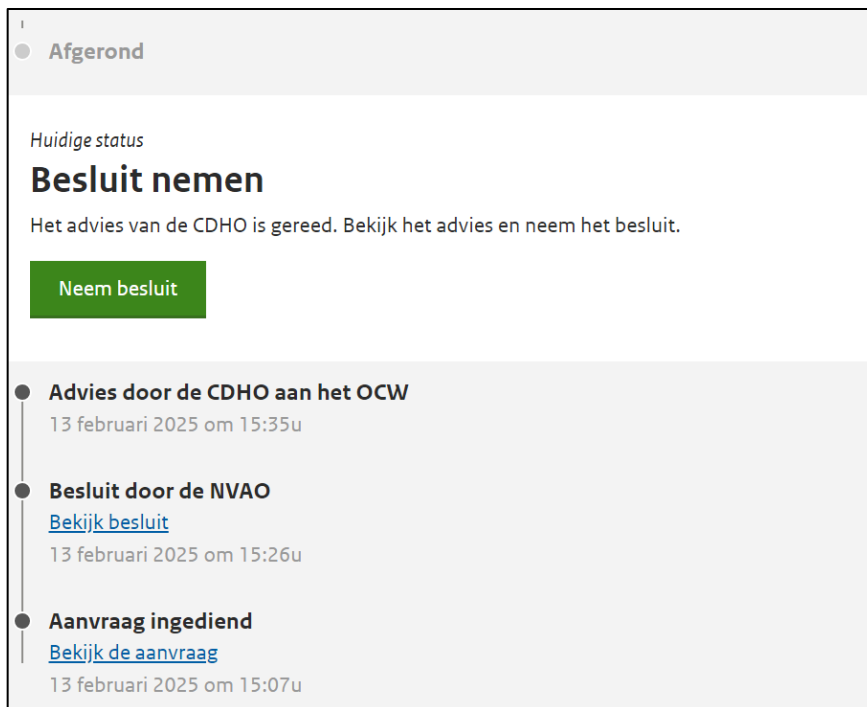 Afgerond
Huidige status
Besluit nemen
Het advies van de CDHO is gereed. Bekijk het advies en neem het besluit.
Neem besluit
Advies door de CDHO aan het OCW
13 februari 2025 om 15:35u
Besluit door de NVAO
Bekijk besluit
13 februari 2025 om 15:26u
Aanvraag ingediend
Bekijk de aanvraag
13 februari 2025 om 15:07u